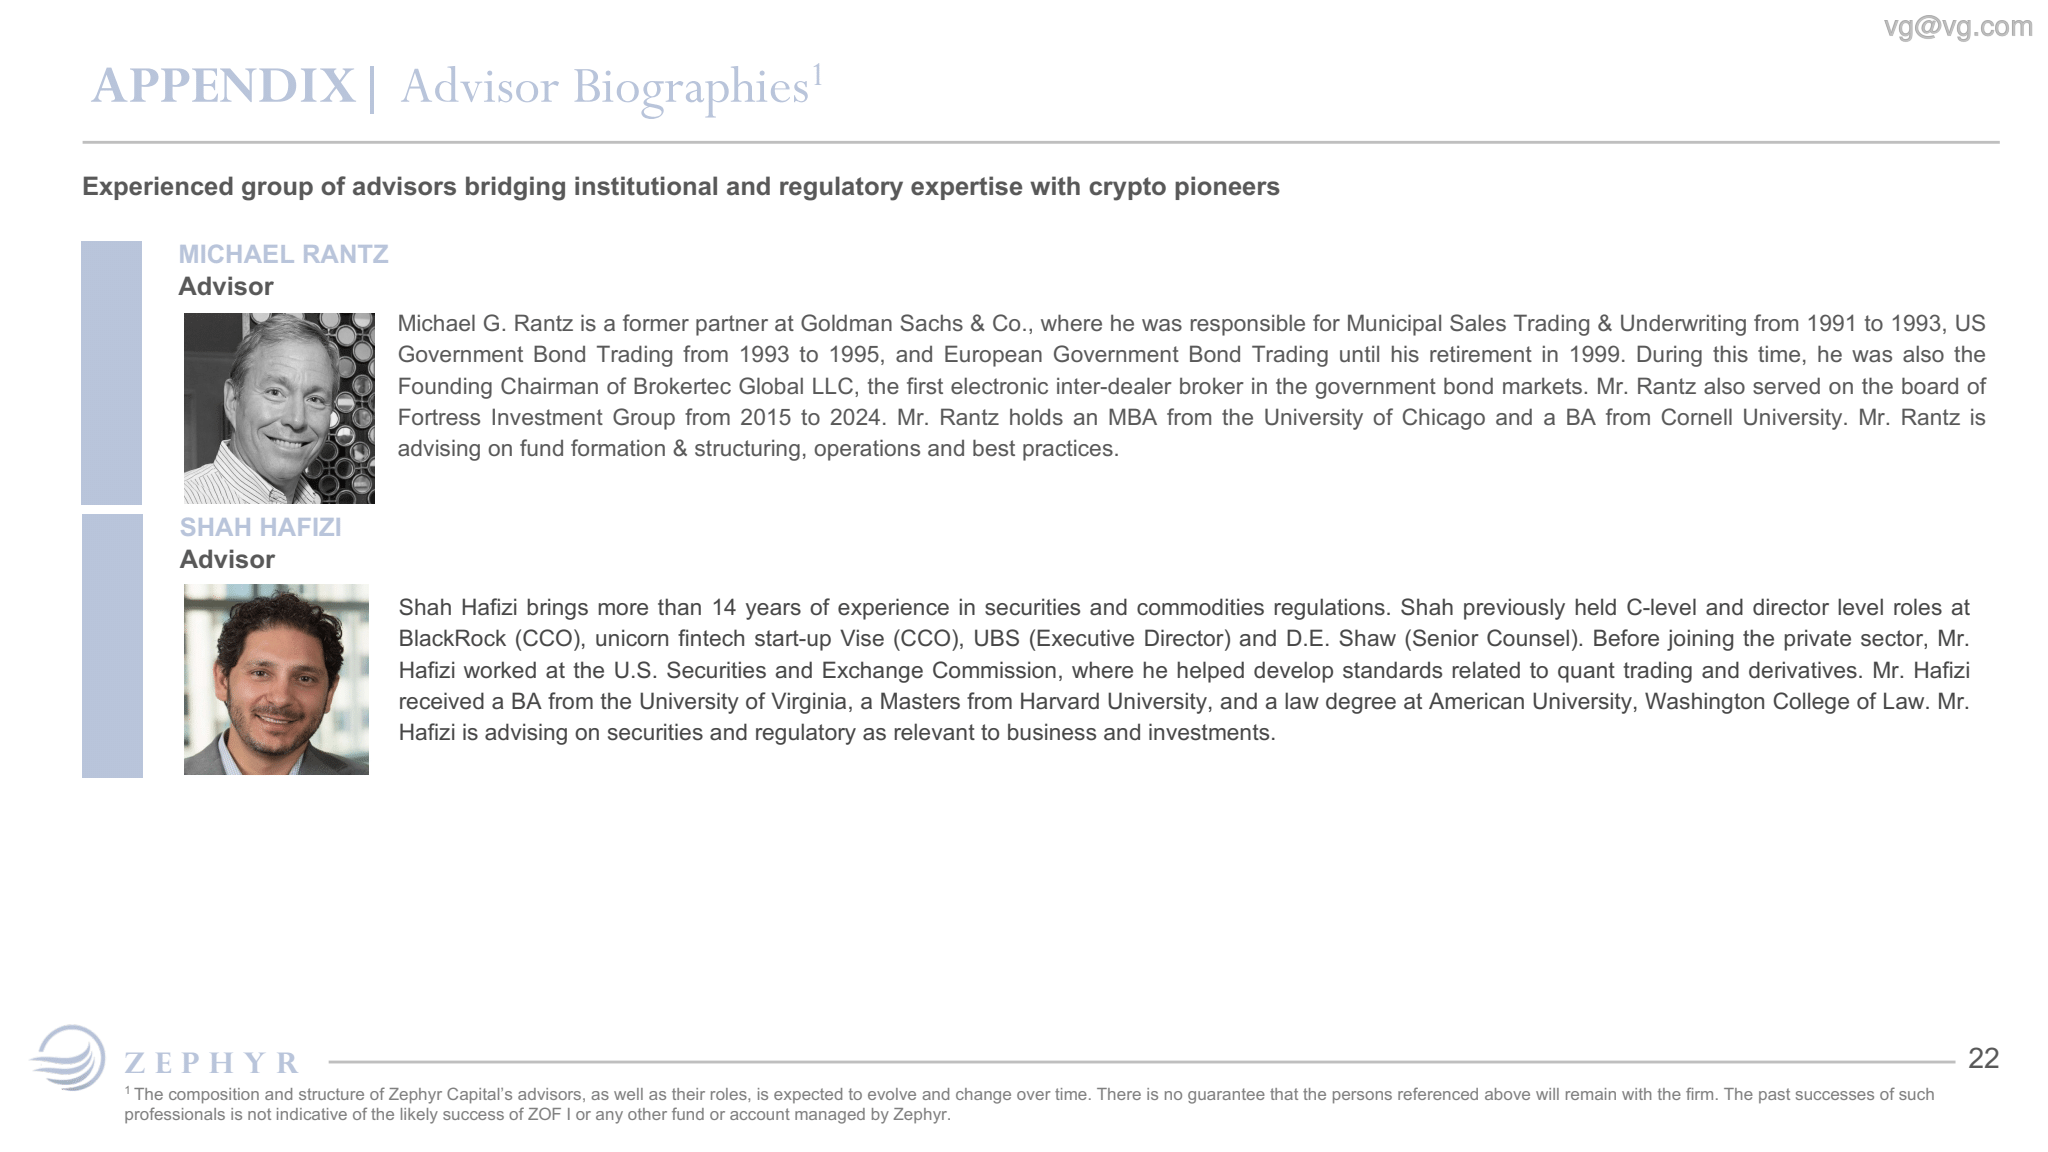 vg@vg.com
APPENDIX| Advisor Biographies¹
Experienced group of advisors bridging institutional and regulatory expertise with crypto pioneers
MICHAEL RANTZ
Advisor
Michael G. Rantz is a former partner at Goldman Sachs & Co., where he was responsible for Municipal Sales Trading & Underwriting from 1991 to 1993, US
Government Bond Trading from 1993 to 1995, and European Government Bond Trading until his retirement in 1999. During this time, he was also the
Founding Chairman of Brokertec Global LLC, the first electronic inter-dealer broker in the government bond markets. Mr. Rantz also served on the board of
Fortress Investment Group from 2015 to 2024. Mr. Rantz holds an MBA from the University of Chicago and a BA from Cornell University. Mr. Rantz is
advising on fund formation & structuring, operations and best practices.
SHAH HAFIZI
Advisor
Shah Hafizi brings more than 14 years of experience in securities and commodities regulations. Shah previously held C-level and director level roles at
BlackRock (CCO), unicorn fintech start-up Vise (CCO), UBS (Executive Director) and D.E. Shaw (Senior Counsel). Before joining the private sector, Mr.
Hafizi worked at the U.S. Securities and Exchange Commission, where he helped develop standards related to quant trading and derivatives. Mr. Hafizi
received a BA from the University of Virginia, a Masters from Harvard University, and a law degree at American University, Washington College of Law. Mr.
Hafizi is advising on securities and regulatory as relevant to business and investments.
ZEPHYR
22
¹ The composition and structure of Zephyr Capital's advisors, as well as their roles, is expected to evolve and change over time. There is no guarantee that the persons referenced above will remain with the firm. The past successes of such
professionals is not indicative of the likely success of ZOF I or any other fund or account managed by Zephyr.